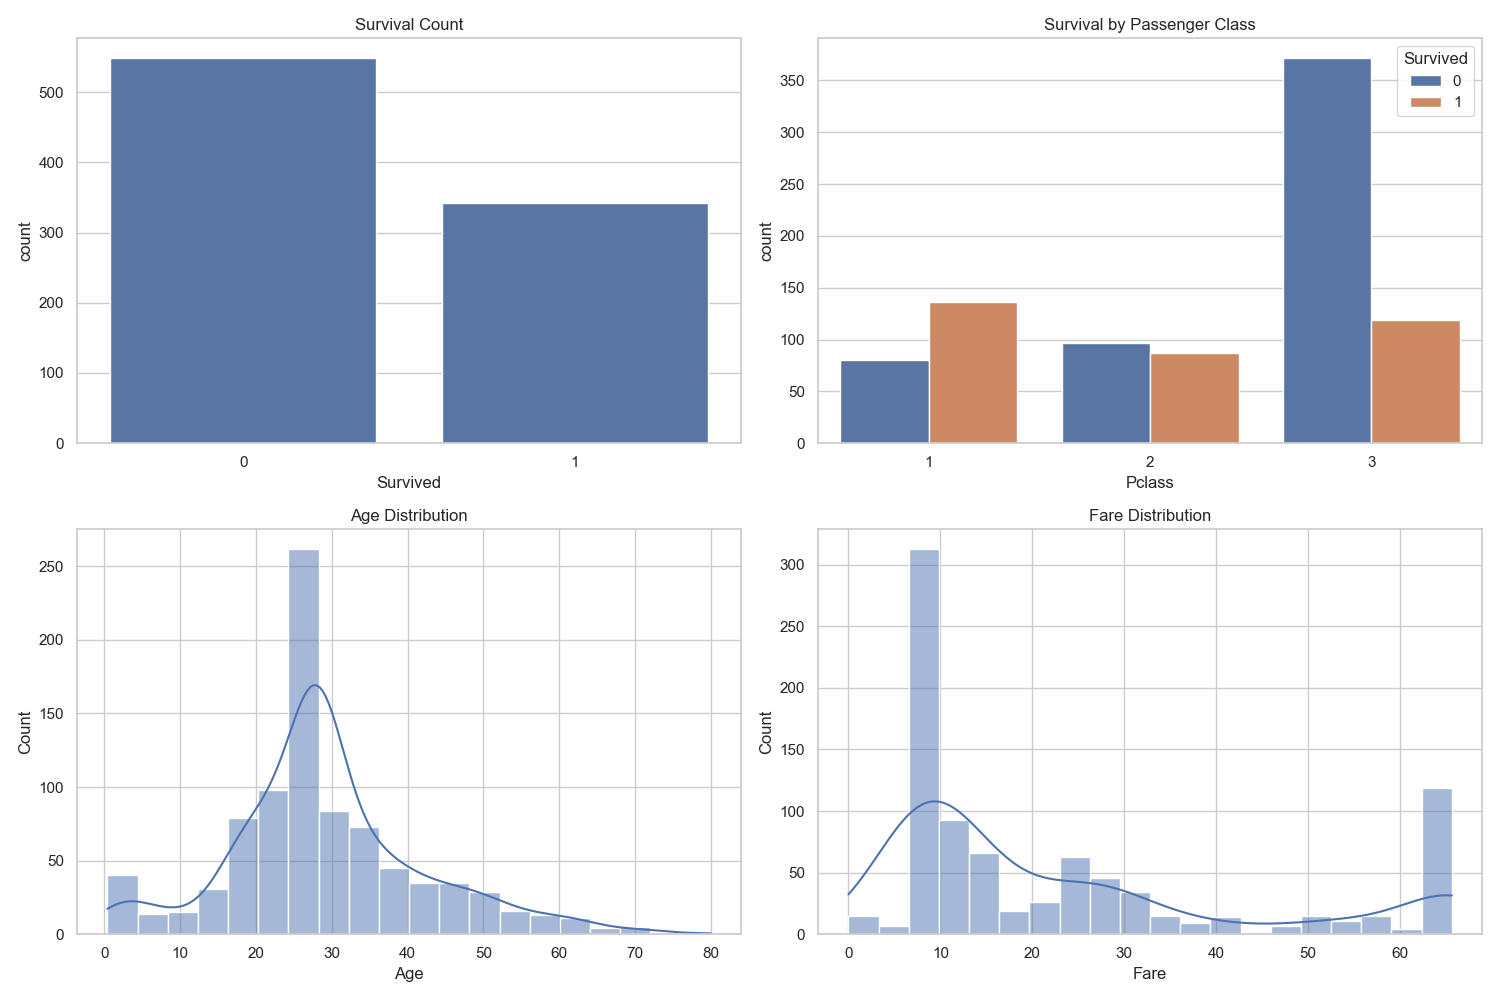 Survival Count
500
400
300
200
100
0
count
0 1
Survived
Survival by Passenger Class
350
300
250
200
150
100
50
0
count
Survived
0
1
1 2 3
Pclass
Age Distribution
250
200
150
100
50
0
Count
0 10 20 30 40 50 60 70 80
Age
Fare Distribution
300
250
200
150
100
50
0
Count
0 10 20 30 40 50 60
Fare